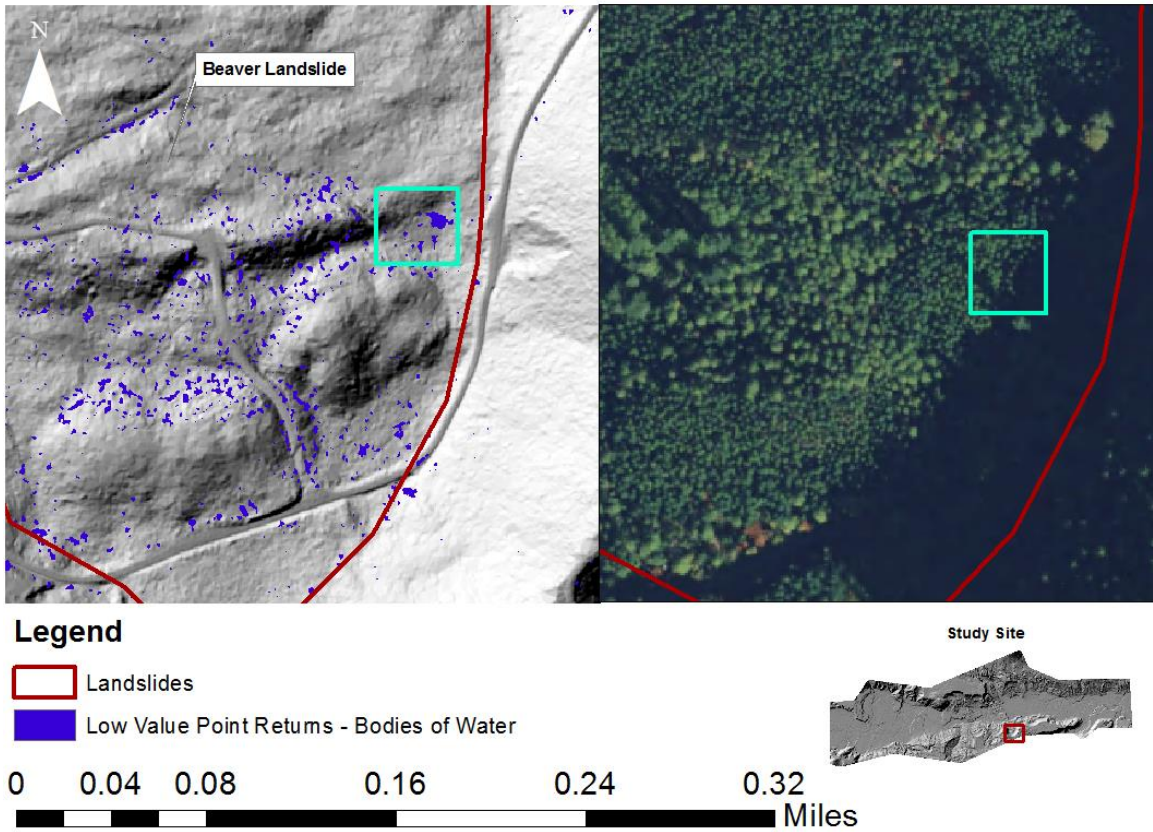 N
Beaver Landslide
Legend
Landslides
Low Value Point Returns - Bodies of Water
Study Site
0 0.04 0.08 0.16 0.24 0.32
Miles